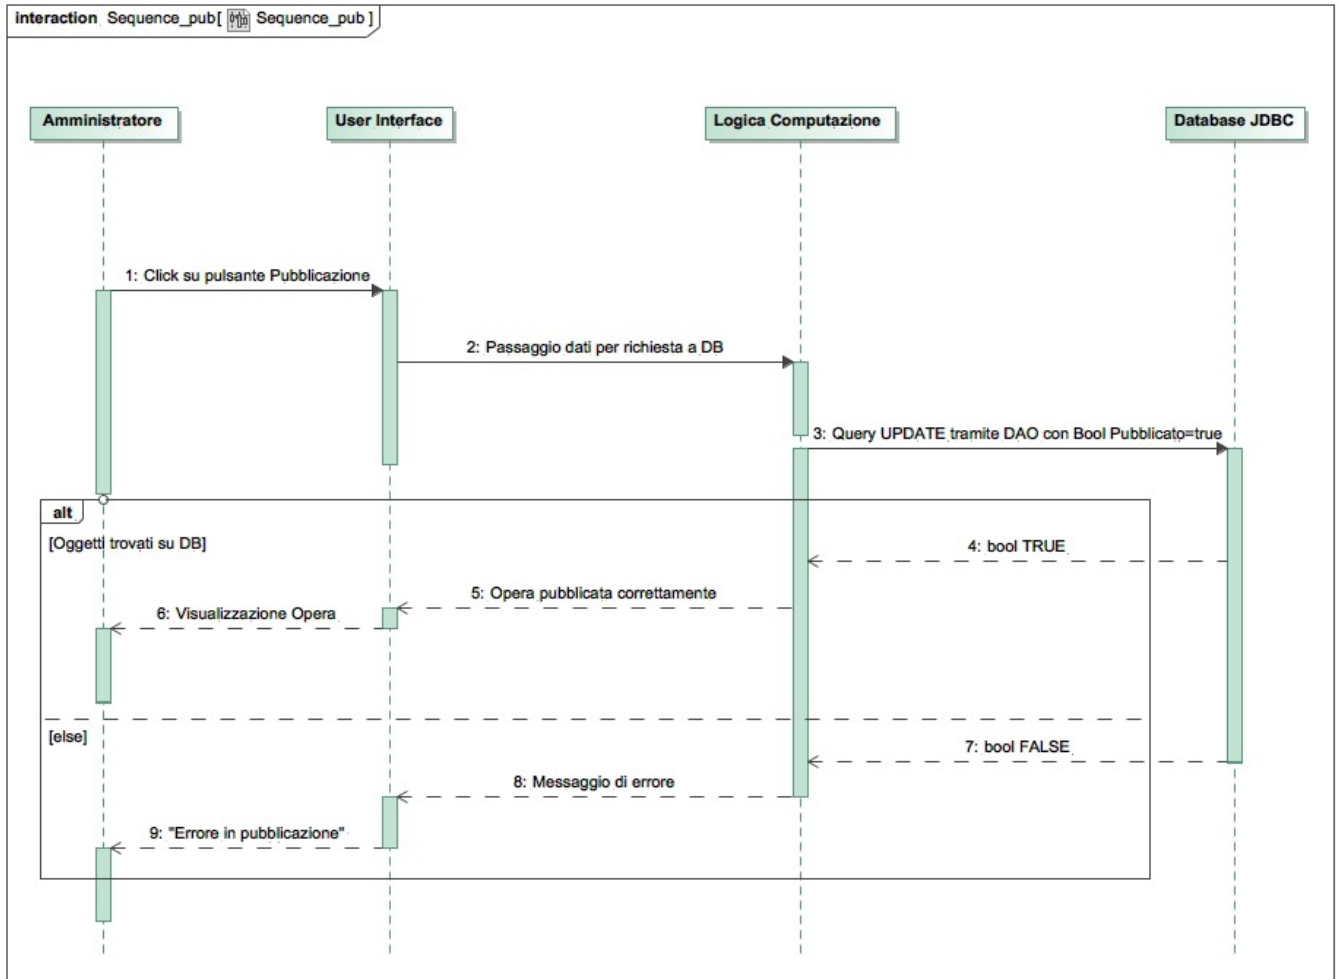 interaction Sequence_pub[ Sequence_pub ]
Amministratore
User Interface
Logica Computazione
Database JDBC
1: Click su pulsante Pubblicazione
2: Passaggio dati per richiesta a DB
3: Query UPDATE tramite DAO con Bool Pubblicato=true
alt
[Oggetti trovati su DB]
4: bool TRUE
5: Opera pubblicata correttamente
6: Visualizzazione Opera
[else]
7: bool FALSE
8: Messaggio di errore
9: "Errore in pubblicazione"